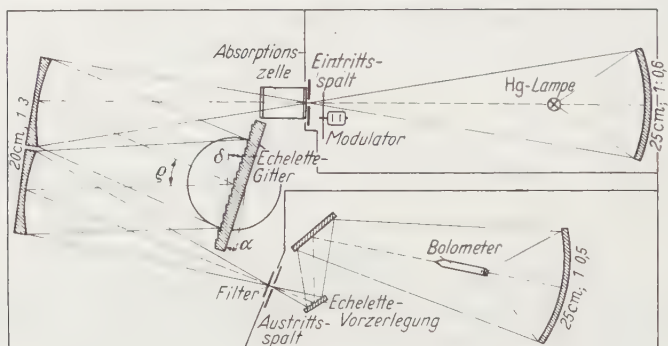 Absorptions-
zelle
Eintritts-
spalt
Hg-Lampe
Modulator
25cm, 1:0,6
20cm, 1 3
δ
Echelette-
Gitter
ϱ
α
Filter
Austritts-
spalt
Echelette-
Vorzerlegung
Bolometer
25cm, 1 0,5